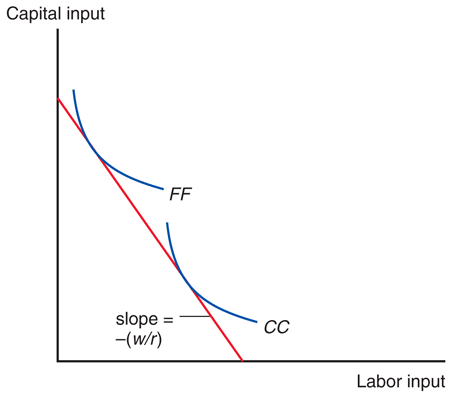 Capital input
FF
slope =
–(w/r)
CC
Labor input